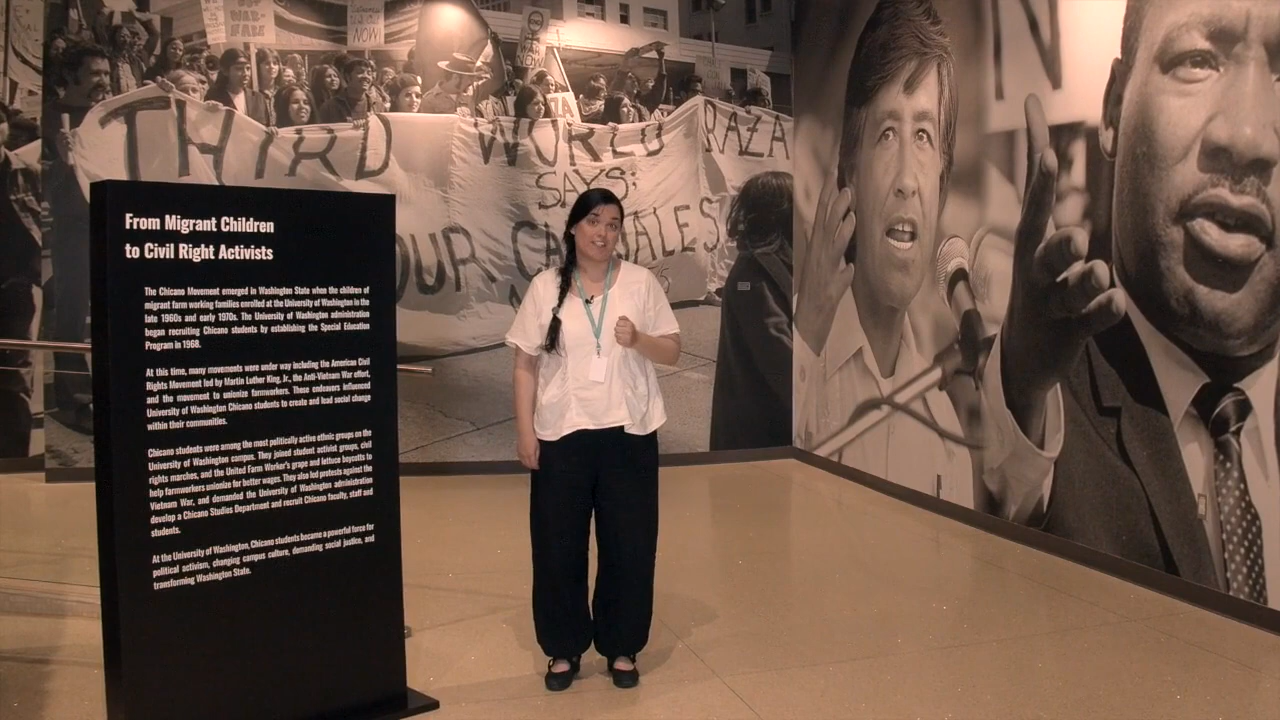 OUT NOW
NOW
THIRD WORLD RAZA
SAYS:
OUR CARNALES
N
From Migrant Children
to Civil Right Activists
The Chicano Movement emerged in Washington State when the children of
migrant farm working families enrolled at the University of Washington in the
late 1960s and early 1970s. The University of Washington administration
began recruiting Chicano students by establishing the Special Education
Program in 1968.
At this time, many movements were under way including the American Civil
Rights Movement led by Martin Luther King, Jr., the Anti-Vietnam War effort,
and the movement to unionize farmworkers. These endeavors influenced
University of Washington Chicano students to create and lead social change
within their communities.
Chicano students were among the most politically active ethnic groups on the
University of Washington campus. They joined student activist groups, civil
rights marches, and the United Farm Worker's grape and lettuce boycotts to
help farmworkers unionize for better wages. They also led protests against the
Vietnam War, and demanded the University of Washington administration
develop a Chicano Studies Department and recruit Chicano faculty, staff and
students.
At the University of Washington, Chicano students became a powerful force for
political activism, changing campus culture, demanding social justice, and
transforming Washington State.